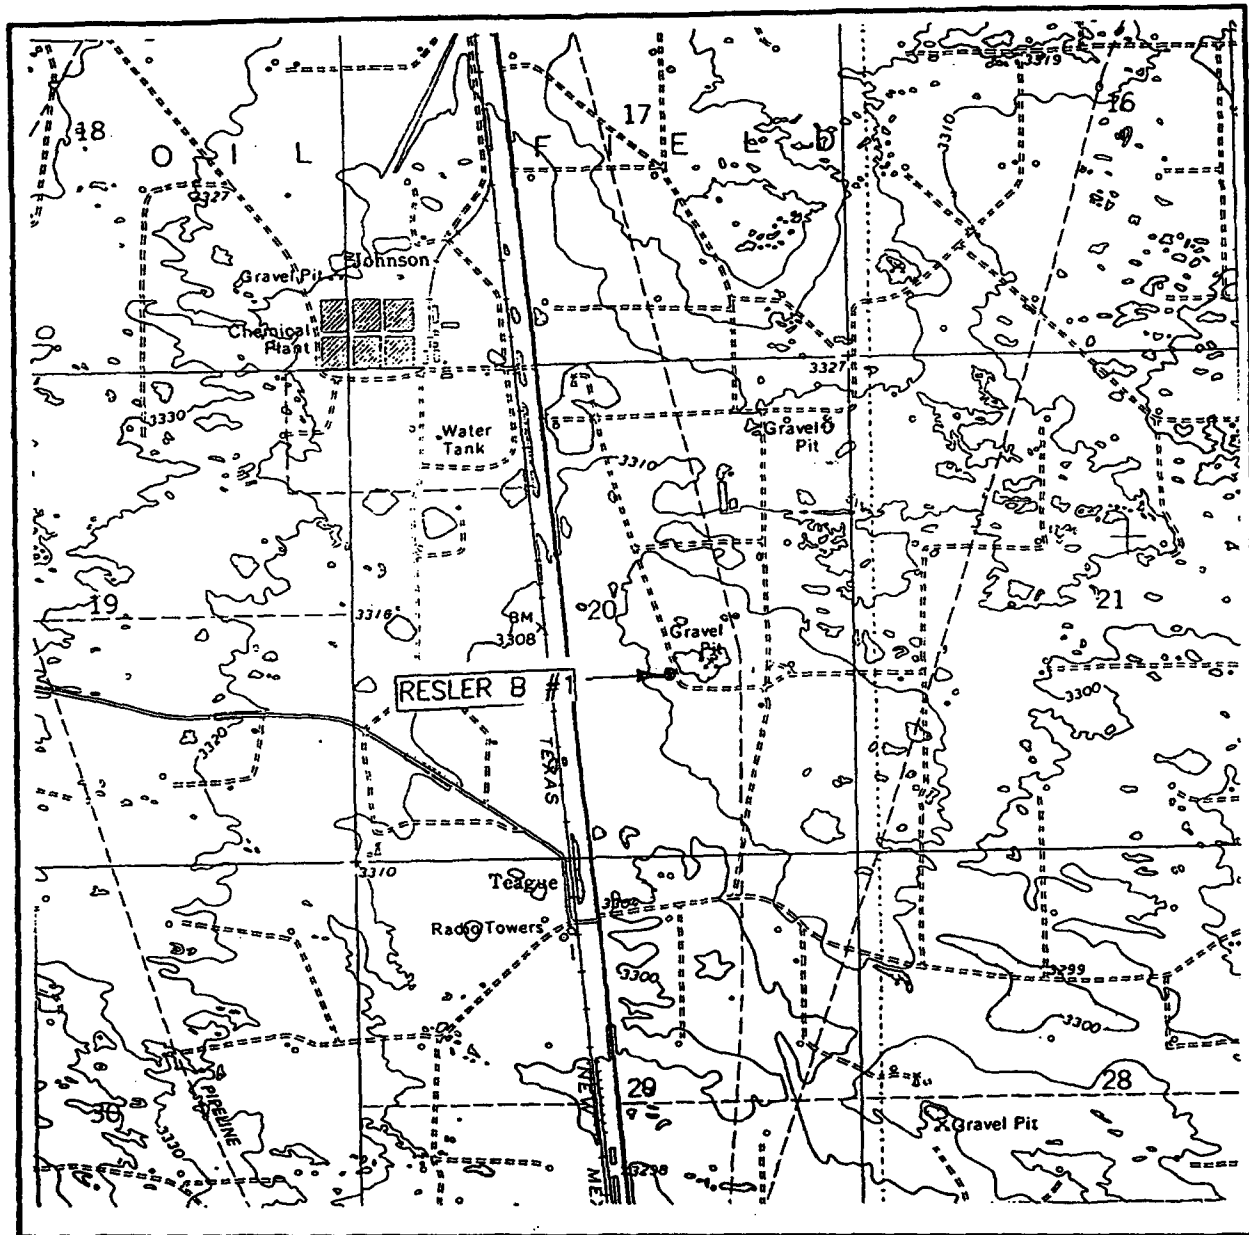 18
17
16
3319
3310
O I L F I E L D
3327
Johnson
Gravel Pit
Chemical
Plant
3327
3330
Water
Tank
Gravel
Pit
3310
19
20
21
3316
BM
3308
Gravel
Pit
RESLER B #1
3300
3320
TEXAS
3310
Teague
Radio Towers
3300
3299
3300
30
PIPELINE
3330
NEW
29
28
Gravel Pit
3298
MEX